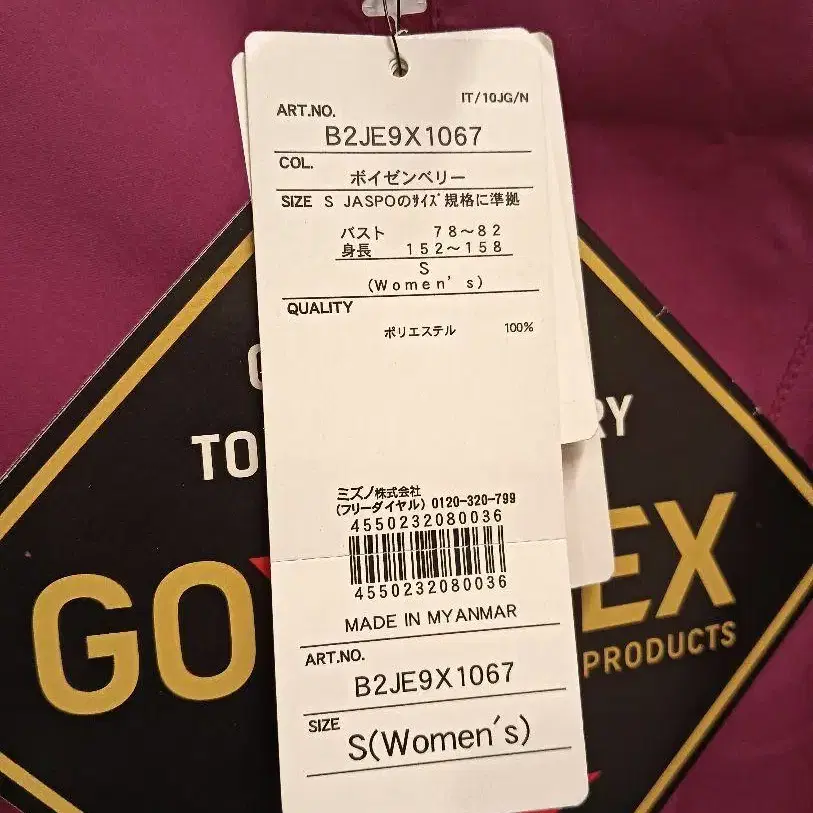 IT/10JG/N
ART.NO.
B2JE9X1067
COL.
ボイゼンベリー
SIZE S JASPOのｻｲｽﾞ規格に準拠
バスト 78～82
身長 152～158
S
(Women's)
QUALITY
ポリエステル 100%
ミズノ株式会社
(フリーダイヤル) 0120-320-799
4550232080036
4550232080036
MADE IN MYANMAR
ART.NO.
B2JE9X1067
SIZE
S(Women's)
TO
RY
GO
EX
PRODUCTS